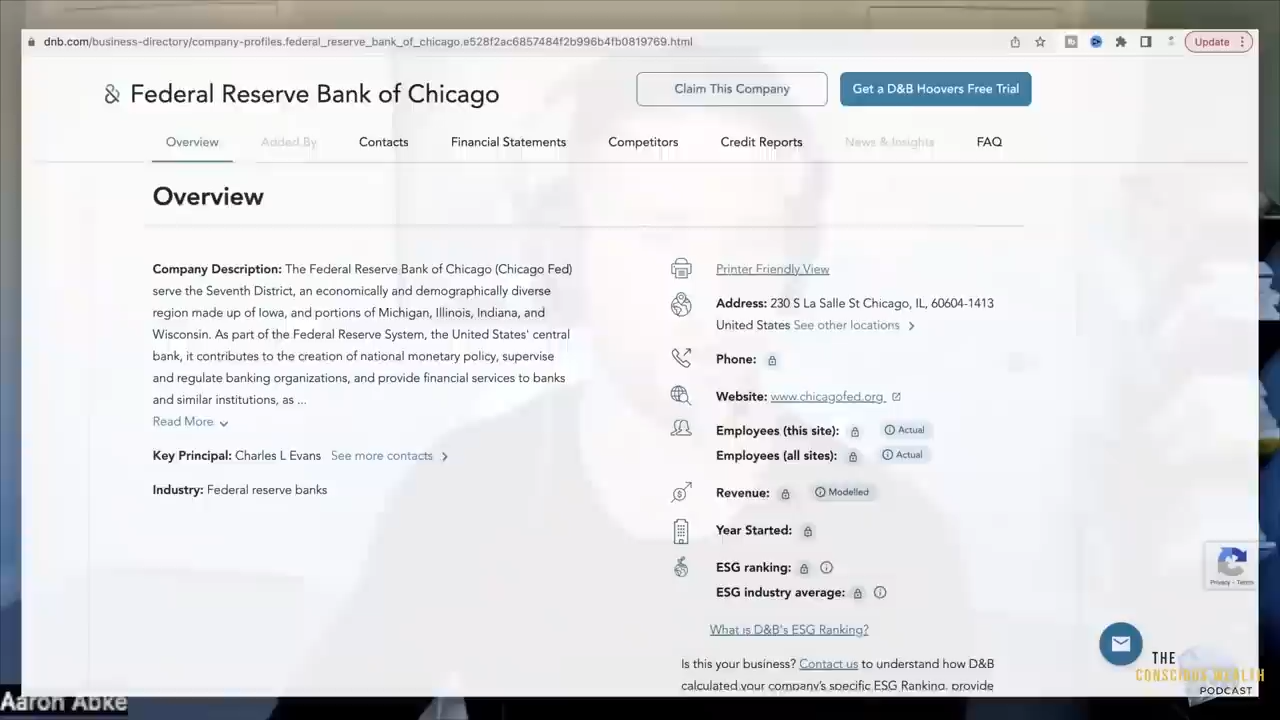 dnb.com/business-directory/company-profiles.federal_reserve_bank_of_chicago.e528f2ac6857484f2b996b4fb0819769.html
Update
& Federal Reserve Bank of Chicago
Claim This Company
Get a D&B Hoovers Free Trial
Overview
Added By
Contacts
Financial Statements
Competitors
Credit Reports
News & Insights
FAQ
Overview
Company Description: The Federal Reserve Bank of Chicago (Chicago Fed)
serve the Seventh District, an economically and demographically diverse
region made up of Iowa, and portions of Michigan, Illinois, Indiana, and
Wisconsin. As part of the Federal Reserve System, the United States' central
bank, it contributes to the creation of national monetary policy, supervise
and regulate banking organizations, and provide financial services to banks
and similar institutions, as ...
Read More
Key Principal: Charles L Evans See more contacts
Industry: Federal reserve banks
Printer Friendly View
Address: 230 S La Salle St Chicago, IL, 60604-1413
United States See other locations
Phone:
Website: www.chicagofed.org
Employees (this site): Actual
Employees (all sites): Actual
Revenue: Modelled
Year Started:
ESG ranking:
ESG industry average:
What is D&B's ESG Ranking?
Is this your business? Contact us to understand how D&B
calculated your company's specific ESG Ranking, provide
Privacy - Terms
THE
CONSCIOUS WEALTH
PODCAST
Aaron Abke